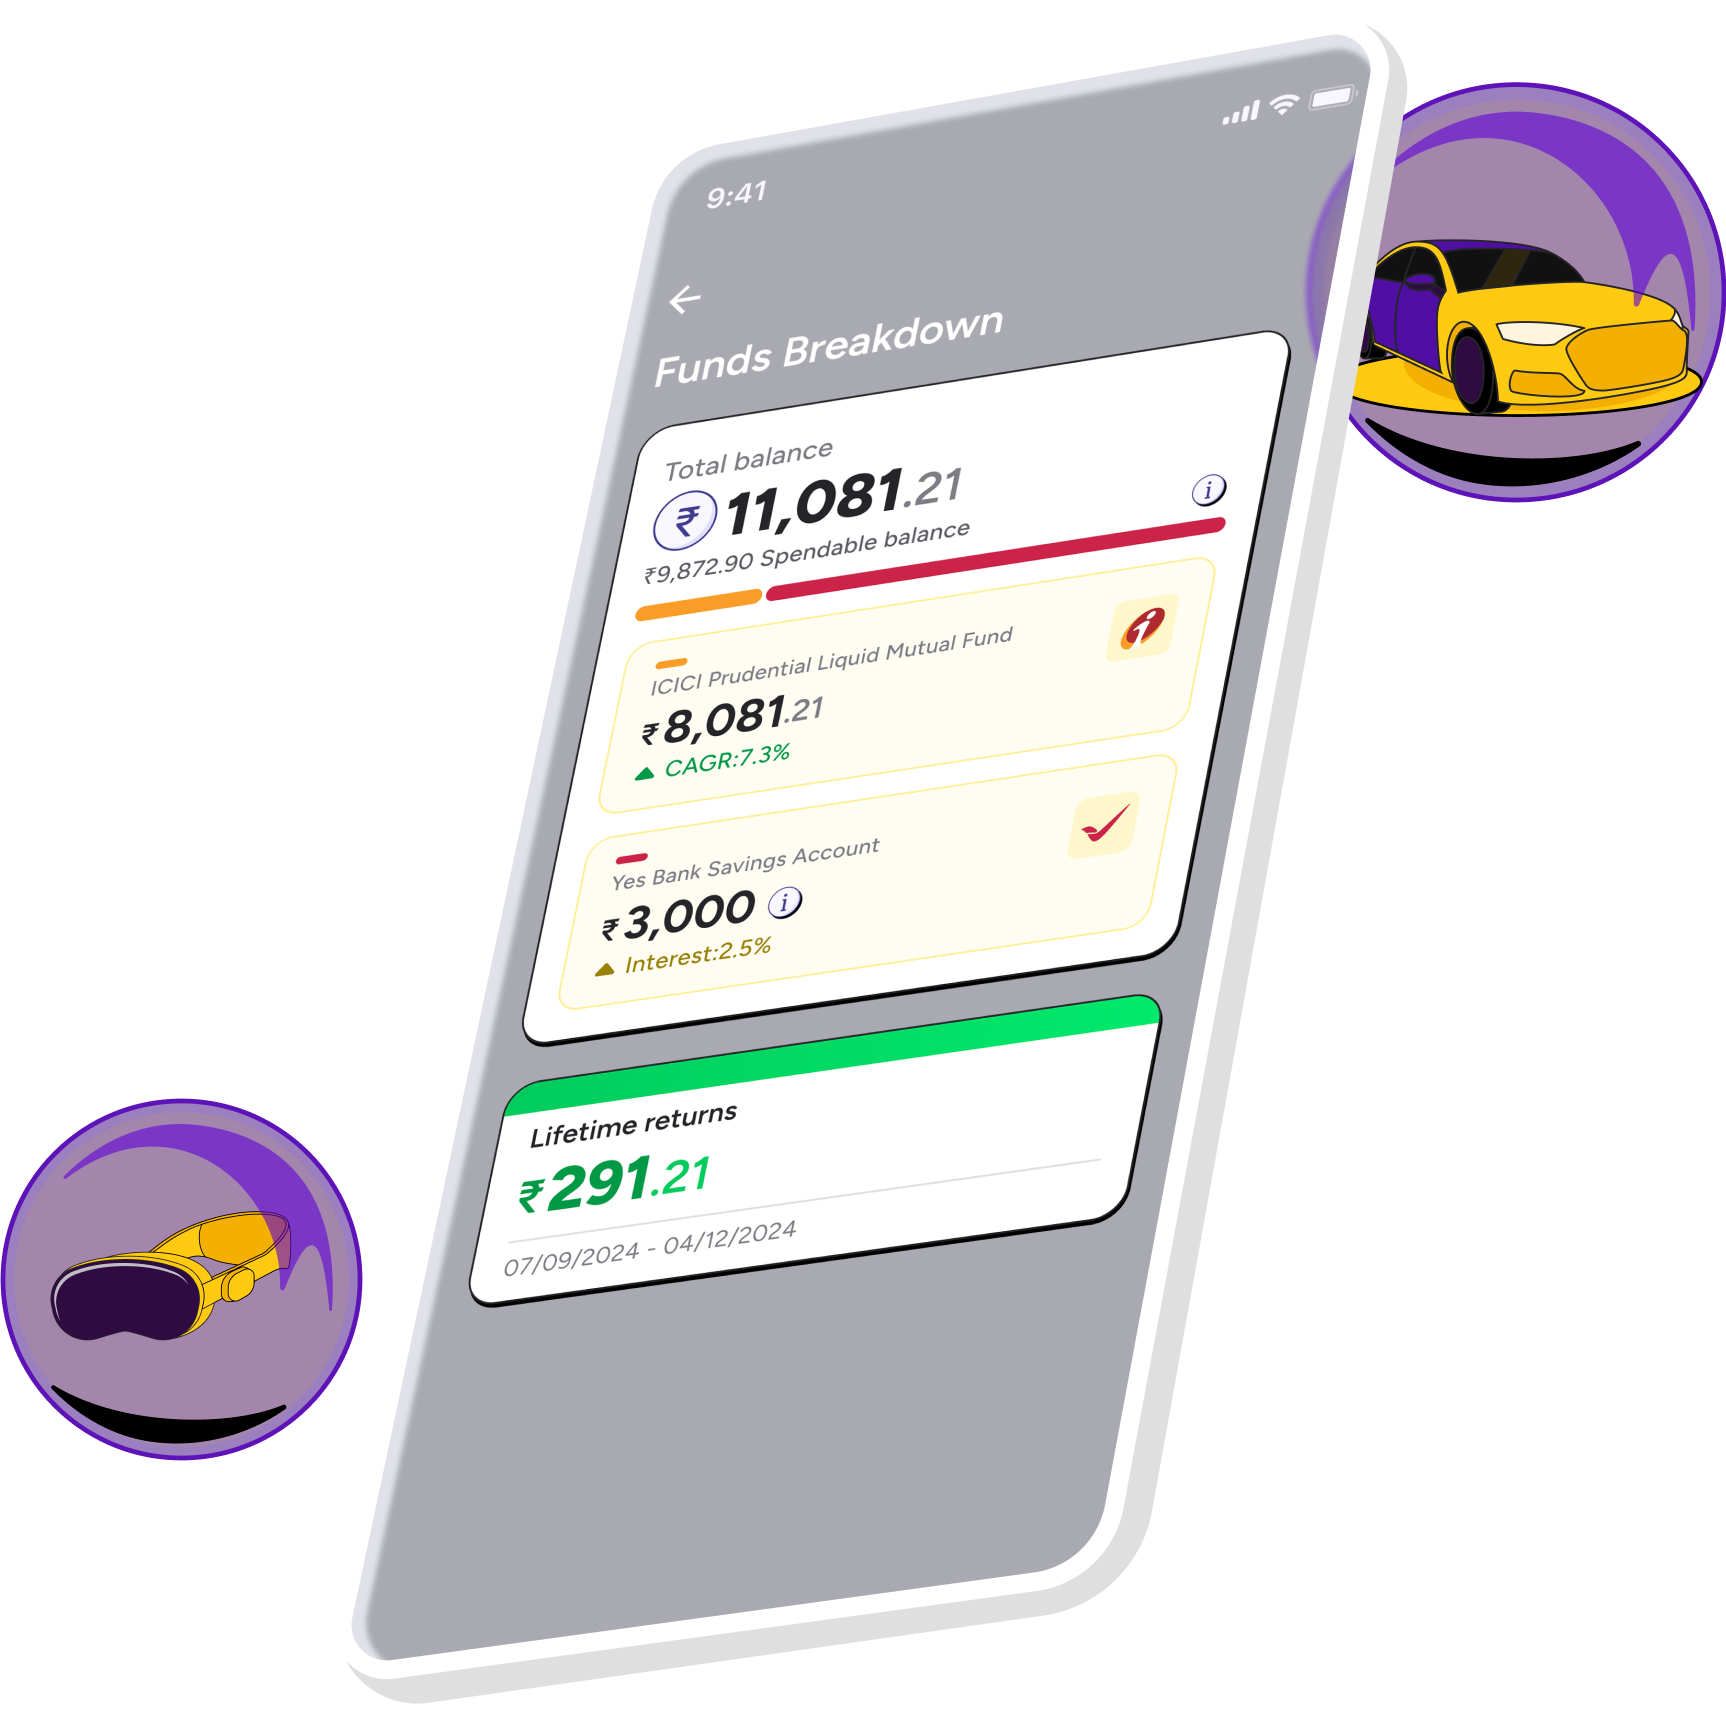 9:41
Funds Breakdown
Total balance
₹ 11,081.21
i
₹9,872.90 Spendable balance
ICICI Prudential Liquid Mutual Fund
₹8,081.21
CAGR:7.3%
Yes Bank Savings Account
₹3,000 i
Interest:2.5%
Lifetime returns
₹291.21
07/09/2024 - 04/12/2024